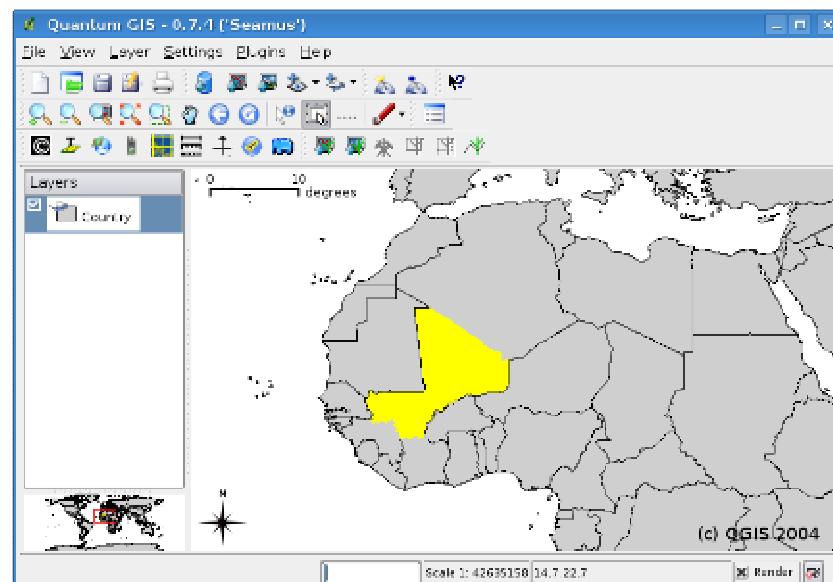 Quantum GIS - 0.7.4 ('Seamus')
File View Layer Settings Plugins Help
Layers
Country
0 10
degrees
N
(c) QGIS 2004
Scale 1: 42635158 14.7,22.7 Render